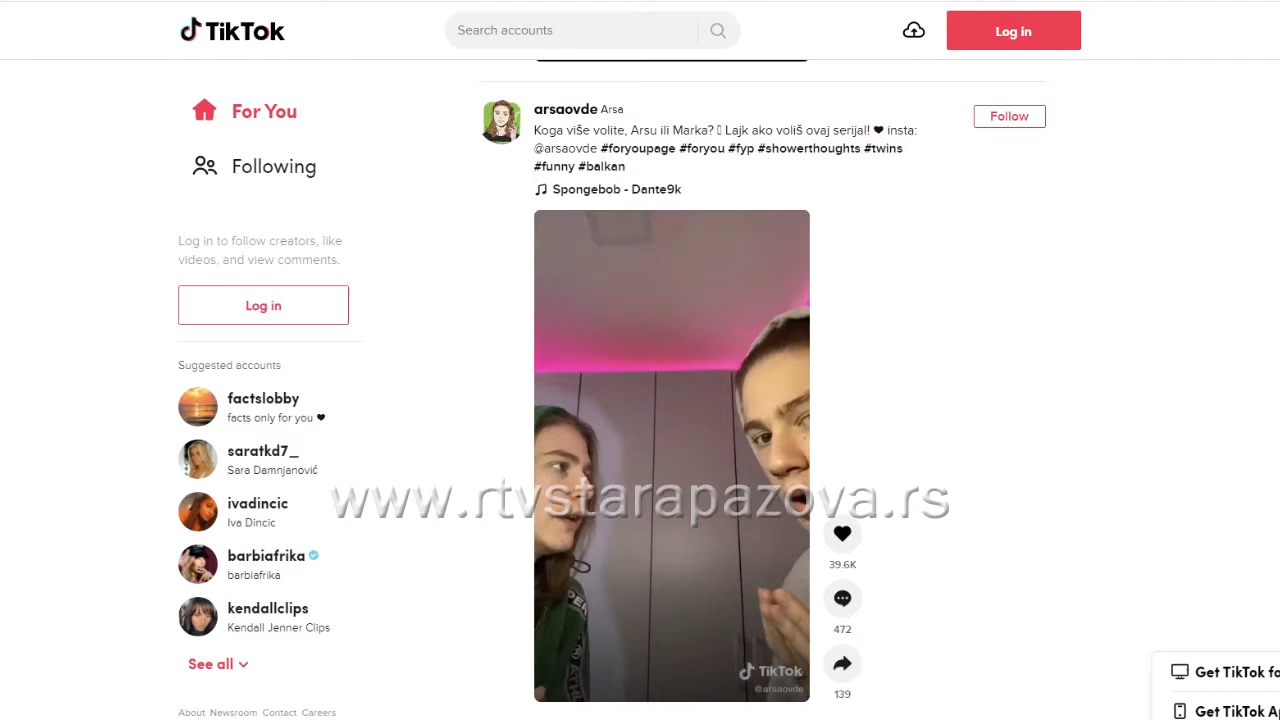 TikTok
Search accounts
Log in
For You
Following
Log in to follow creators, like
videos, and view comments.
Log in
Suggested accounts
factslobby
facts only for you ♥
saratkd7_
Sara Damnjanović
ivadincic
Iva Dincic
barbiafrika
barbiafrika
kendallclips
Kendall Jenner Clips
See all
About Newsroom Contact Careers
arsaovde Arsa
Follow
Koga više volite, Arsu ili Marka? Lajk ako voliš ovaj serijal! ♥ insta:
@arsaovde #foryoupage #foryou #fyp #showerthoughts #twins
#funny #balkan
Spongebob - Dante9k
www.rtvstarapazova.rs
39.6K
472
139
TikTok
@arsaovde
Get TikTok fo
Get TikTok Ap